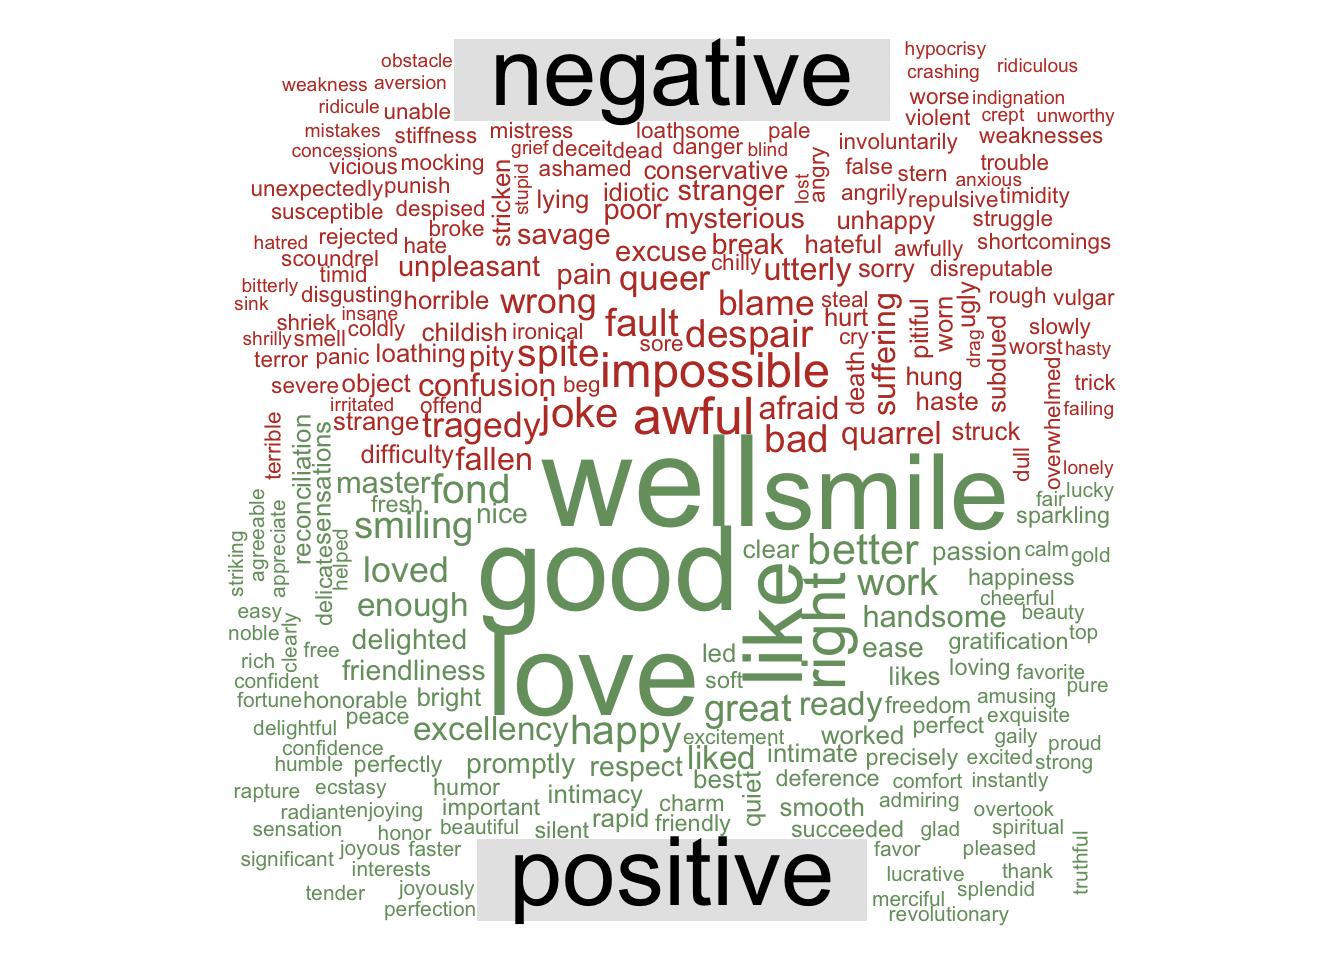 negative
obstacle
hypocrisy
weakness aversion
crashing ridiculous
ridicule unable
worse indignation
mistakes stiffness mistress loathsome pale
violent crept unworthy
concessions grief deceit dead danger blind
involuntarily weaknesses
vicious mocking ashamed conservative
false stern trouble
unexpectedly punish stricken stupid lying idiotic stranger lost angry
angrily repulsive anxious timidity
susceptible despised poor mysterious
unhappy struggle
hatred rejected broke savage
hate excuse break hateful awfully shortcomings
scoundrel timid unpleasant pain queer chilly utterly sorry disreputable
bitterly disgusting horrible wrong blame steal suffering pitiful worn ugly rough vulgar
sink insane fault hurt
shriek coldly childish ironical despair slowly
shrilly smell sore cry drag subdued worst hasty
terror panic loathing pity spite impossible death
severe object confusion beg hung trick
irritated offend joke awful afraid haste overwhelmed failing
strange tragedy bad quarrel struck
terrible difficulty fallen dull lonely
reconciliation sensations master fond well smile lucky
fresh fair
striking agreeable appreciate delicate helped smiling nice sparkling
good clear better passion calm gold
loved like right work happiness
easy enough handsome cheerful beauty
noble clearly free delighted led ease gratification top
rich friendliness love soft likes loving favorite
confident pure
fortune honorable bright great ready freedom amusing
delightful peace excellency happy excitement worked perfect exquisite
confidence gaily proud
humble perfectly promptly respect liked intimate precisely excited strong
rapture ecstasy humor intimacy best quiet deference comfort instantly
radiant enjoying important charm smooth admiring overtook
sensation honor beautiful silent rapid friendly succeeded glad spiritual
joyous faster favor pleased truthful
significant interests positive lucrative thank
tender joyously merciful splendid
perfection revolutionary